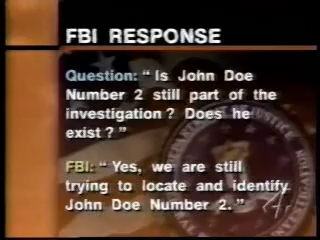 FBI RESPONSE
Question: “ Is John Doe
Number 2 still part of the
investigation ? Does he
exist ? ”
FBI: “ Yes, we are still
trying to locate and identify
John Doe Number 2. ”